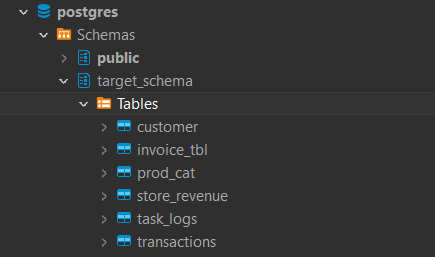 postgres
Schemas
public
target_schema
Tables
customer
invoice_tbl
prod_cat
store_revenue
task_logs
transactions